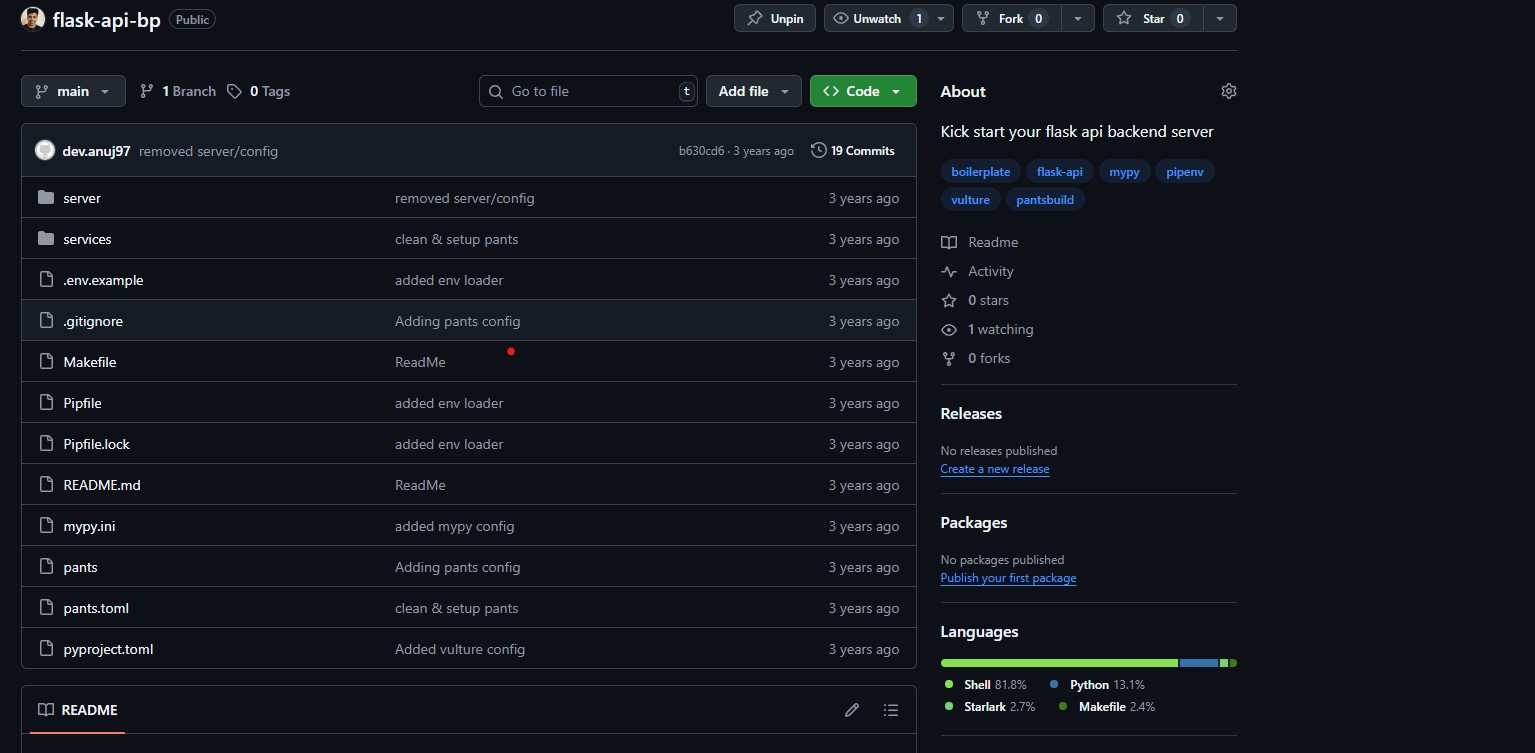 flask-api-bp Public Unpin Unwatch 1 Fork 0 Star 0
main 1 Branch 0 Tags Go to file t Add file Code
dev.anuj97 removed server/config b630cd6 · 3 years ago 19 Commits
server removed server/config 3 years ago
services clean & setup pants 3 years ago
.env.example added env loader 3 years ago
.gitignore Adding pants config 3 years ago
Makefile ReadMe 3 years ago
Pipfile added env loader 3 years ago
Pipfile.lock added env loader 3 years ago
README.md ReadMe 3 years ago
mypy.ini added mypy config 3 years ago
pants Adding pants config 3 years ago
pants.toml clean & setup pants 3 years ago
pyproject.toml Added vulture config 3 years ago
README
About
Kick start your flask api backend server
boilerplate flask-api mypy pipenv
vulture pantsbuild
Readme
Activity
0 stars
1 watching
0 forks
Releases
No releases published
Create a new release
Packages
No packages published
Publish your first package
Languages
Shell 81.8% Python 13.1%
Starlark 2.7% Makefile 2.4%